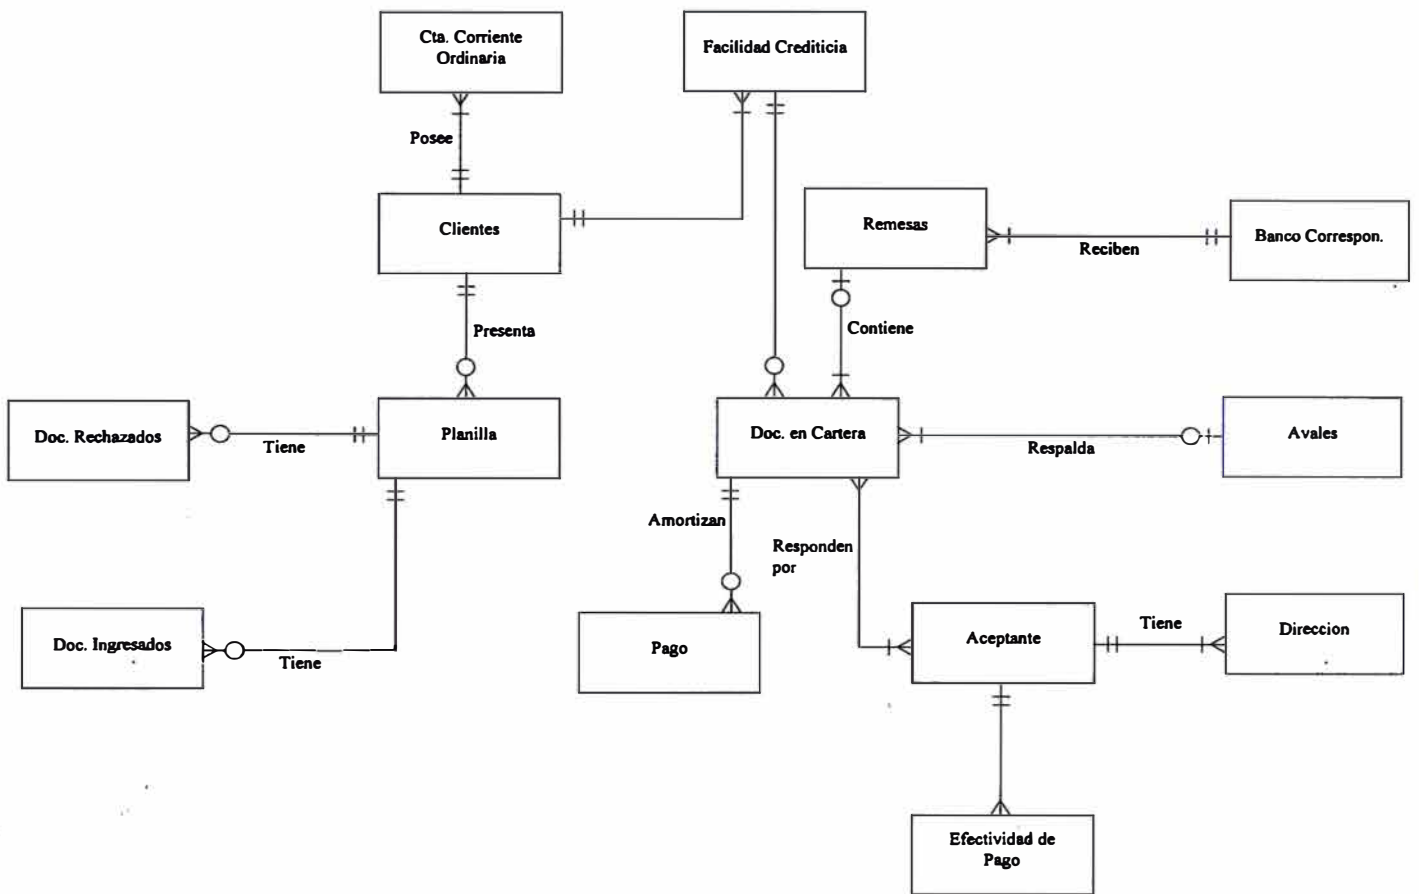 Cta. Corriente
Ordinaria
Facilidad Crediticia
Posee
Clientes
Remesas
Banco Correspon.
Reciben
Presenta
Contiene
Doc. Rechazados
Tiene
Planilla
Doc. en Cartera
Respalda
Avales
Amortizan
Responden
por
Doc. Ingresados
Tiene
Pago
Aceptante
Tiene
Direccion
Efectividad de
Pago